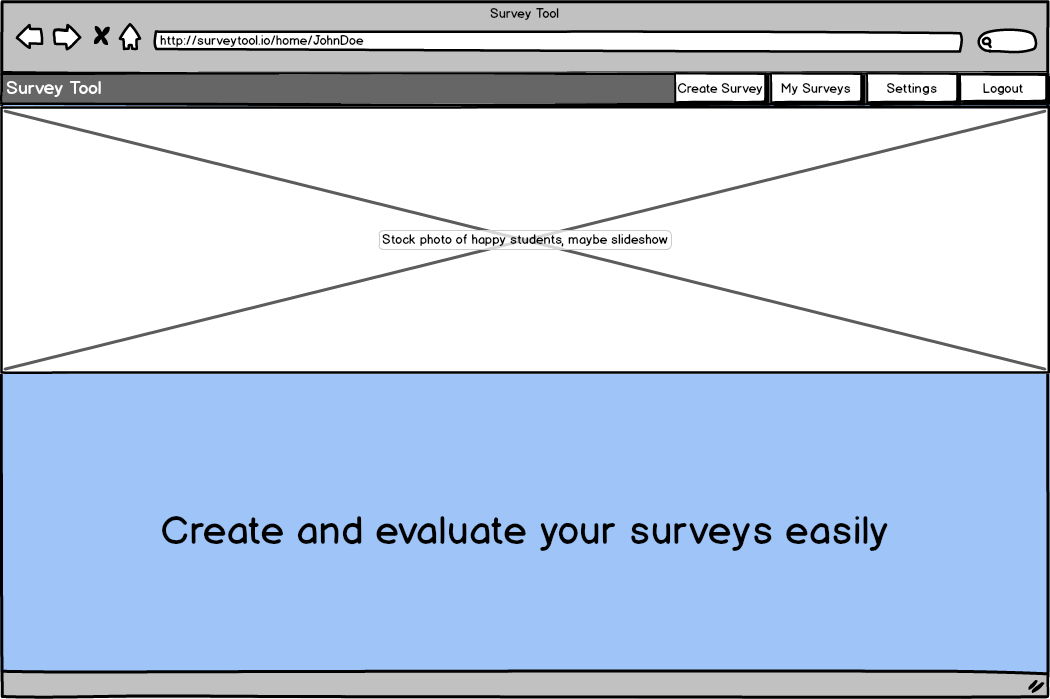 Survey Tool
http://surveytool.io/home/JohnDoe
Survey Tool
Create Survey
My Surveys
Settings
Logout
Stock photo of happy students, maybe slideshow
Create and evaluate your surveys easily